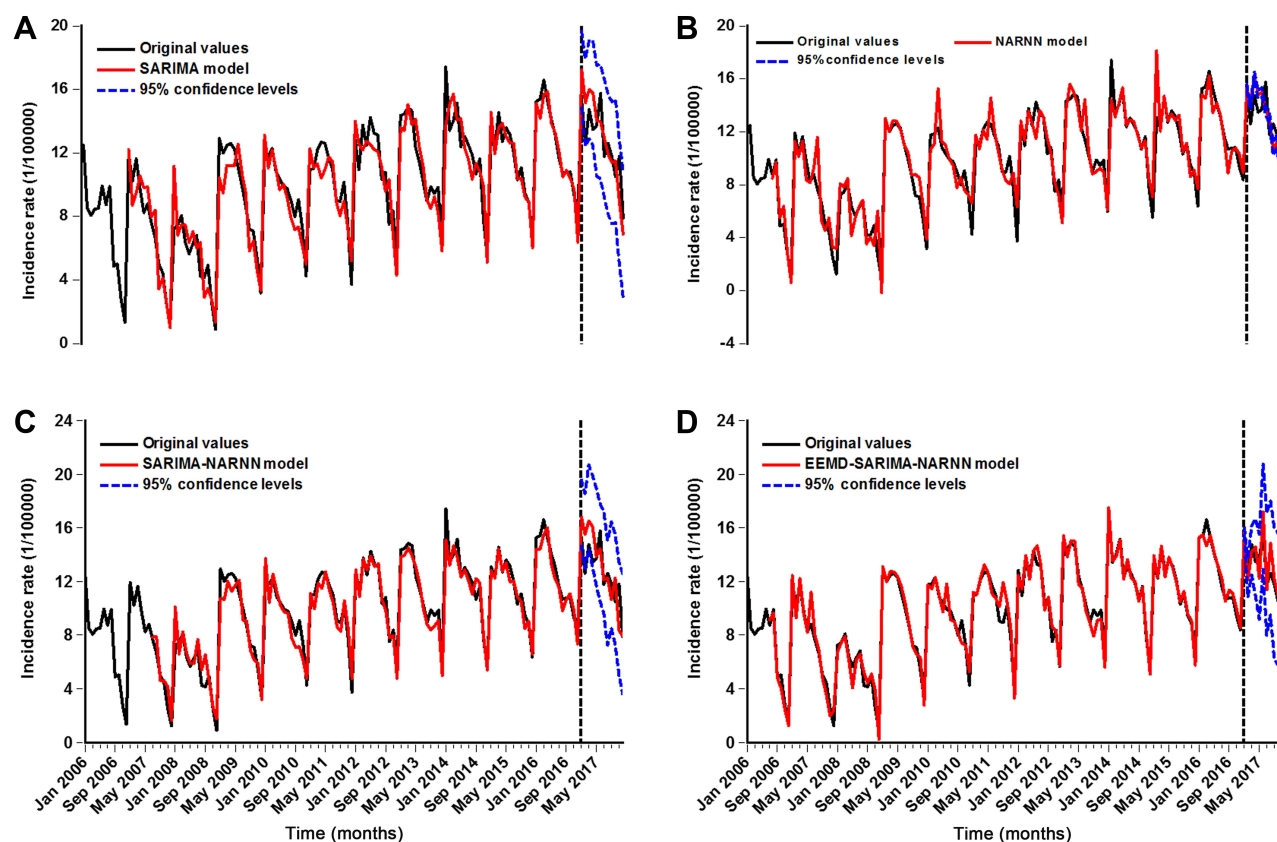 A
Original values
SARIMA model
95% confidence levels
Incidence rate (1/100000)
20
16
12
8
4
0
B
Original values
NARNN model
95%confidence levels
Incidence rate (1/100000)
20
16
12
8
4
0
-4
C
Original values
SARIMA-NARNN model
95% confidence levels
Incidence rate (1/100000)
24
20
16
12
8
4
0
Jan 2006
Sep 2006
May 2007
Jan 2008
Sep 2008
May 2009
Jan 2010
Sep 2010
May 2011
Jan 2012
Sep 2012
May 2013
Jan 2014
Sep 2014
May 2015
Jan 2016
Sep 2016
May 2017
Time (months)
D
Original values
EEMD-SARIMA-NARNN model
95% confidence levels
Incidence rate (1/100000)
24
20
16
12
8
4
0
Jan 2006
Sep 2006
May 2007
Jan 2008
Sep 2008
May 2009
Jan 2010
Sep 2010
May 2011
Jan 2012
Sep 2012
May 2013
Jan 2014
Sep 2014
May 2015
Jan 2016
Sep 2016
May 2017
Time (months)